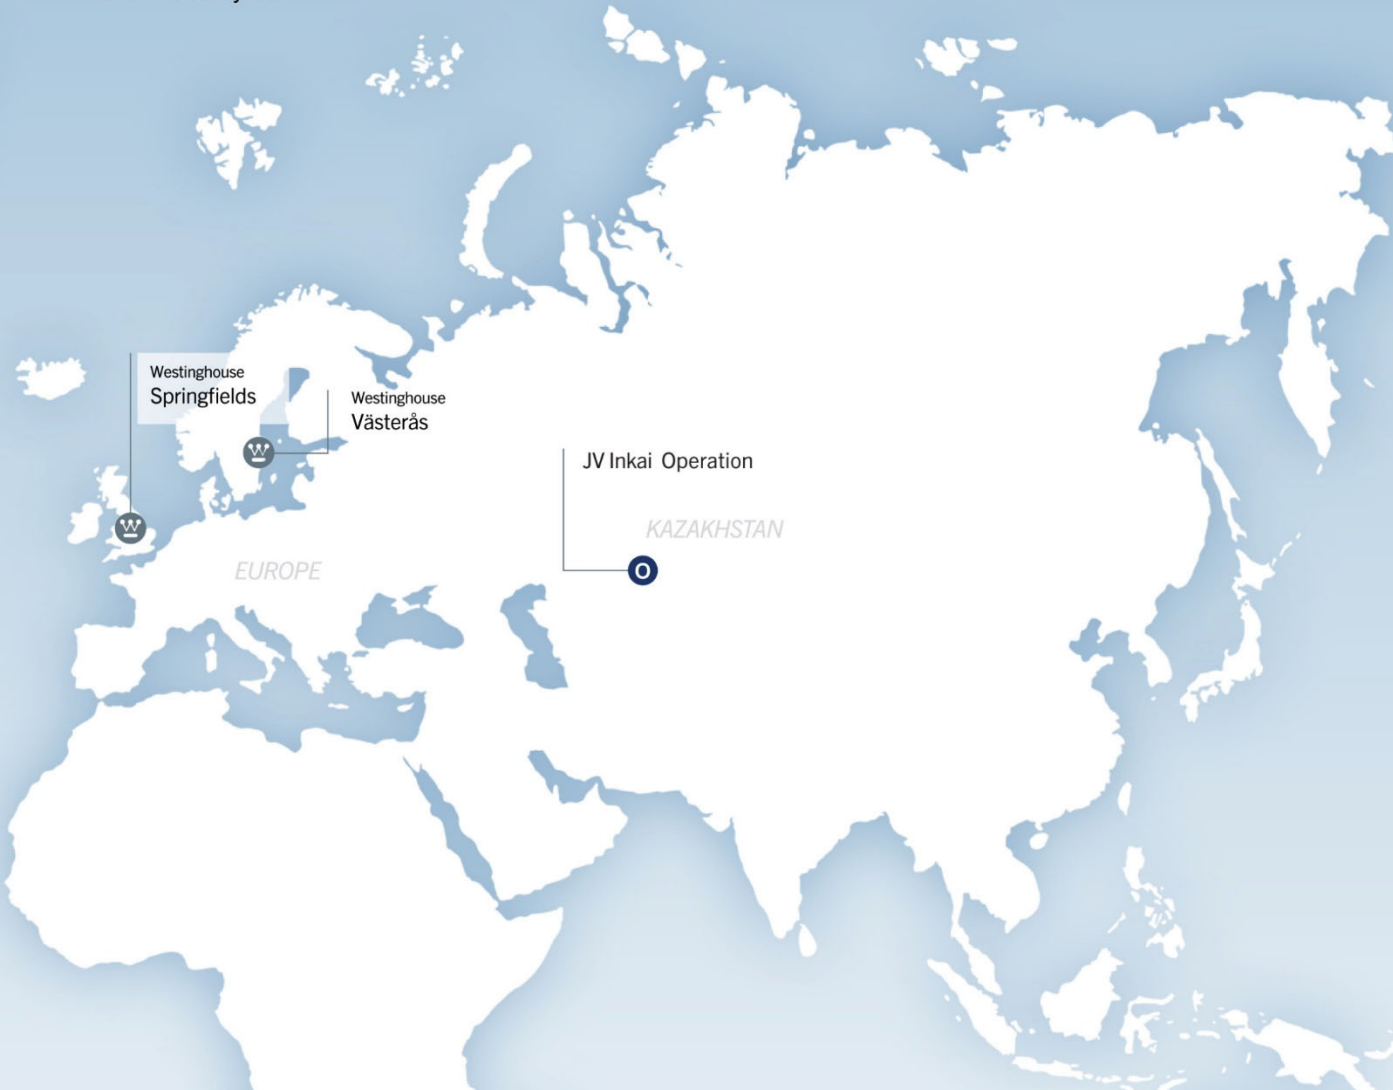 Westinghouse
Springfields
Westinghouse
Västerås
JV Inkai Operation
KAZAKHSTAN
EUROPE
W
W
O